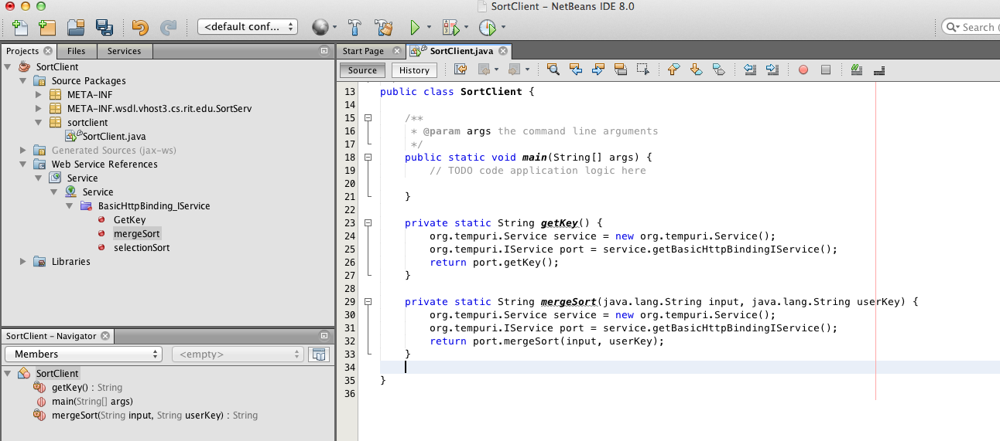 SortClient – NetBeans IDE 8.0
<default conf...
Search (
Projects
Files
Services
SortClient
Source Packages
META-INF
META-INF.wsdl.vhost3.cs.rit.edu.SortServ
sortclient
SortClient.java
Generated Sources (jax-ws)
Web Service References
Service
Service
BasicHttpBinding_IService
GetKey
mergeSort
selectionSort
Libraries
SortClient – Navigator
Members
<empty>
SortClient
getKey() : String
main(String[] args)
mergeSort(String input, String userKey) : String
Start Page
SortClient.java
Source
History
13 public class SortClient {
14
15 /**
16 * @param args the command line arguments
17 */
18 public static void main(String[] args) {
19 // TODO code application logic here
20
21 }
22
23 private static String getKey() {
24 org.tempuri.Service service = new org.tempuri.Service();
25 org.tempuri.IService port = service.getBasicHttpBindingIService();
26 return port.getKey();
27 }
28
29 private static String mergeSort(java.lang.String input, java.lang.String userKey) {
30 org.tempuri.Service service = new org.tempuri.Service();
31 org.tempuri.IService port = service.getBasicHttpBindingIService();
32 return port.mergeSort(input, userKey);
33 }
34
35 }
36